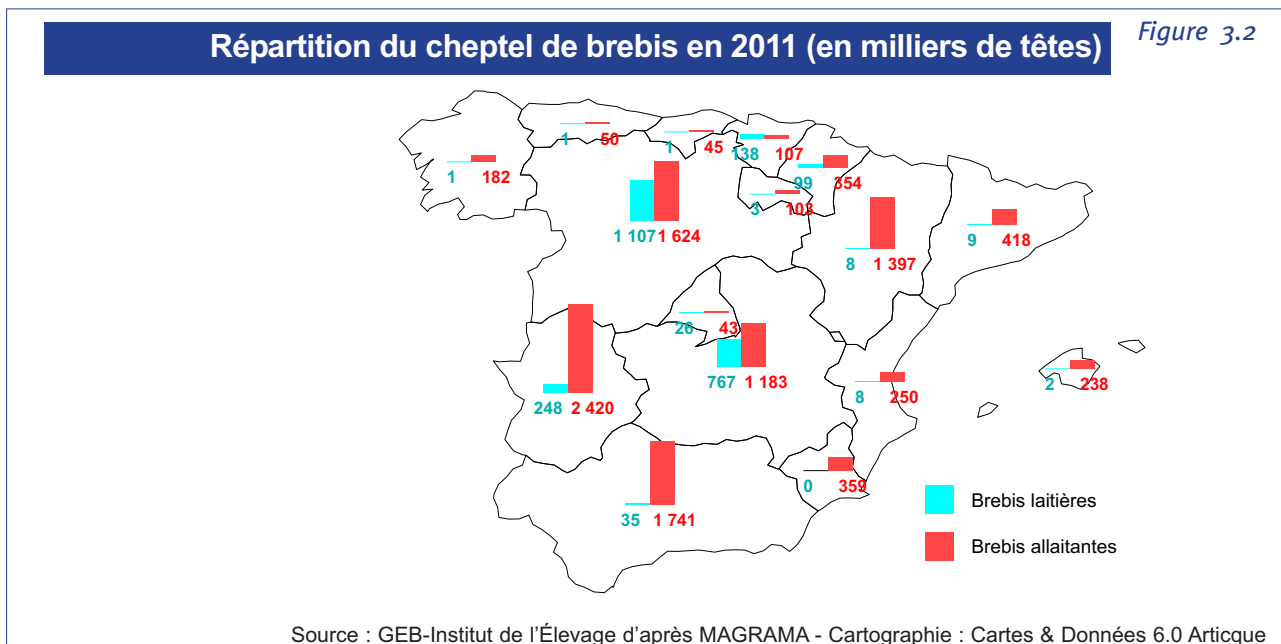 Répartition du cheptel de brebis en 2011 (en milliers de têtes)
Figure 3.2
1 50
1 45
138 107
1 182
99 354
3 103
1 107 1 624
8 1 397
9 418
26 43
767 1 183
248 2 420
8 250
2 238
0 359
35 1 741
Brebis laitières
Brebis allaitantes
Source : GEB-Institut de l'Élevage d'après MAGRAMA - Cartographie : Cartes & Données 6.0 Articque